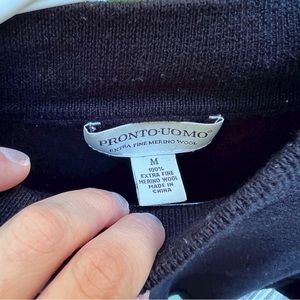 PRONTO-UOMO®
EXTRA FINE MERINO WOOL
M
100%
EXTRA FINE
MERINO WOOL
MADE IN
CHINA